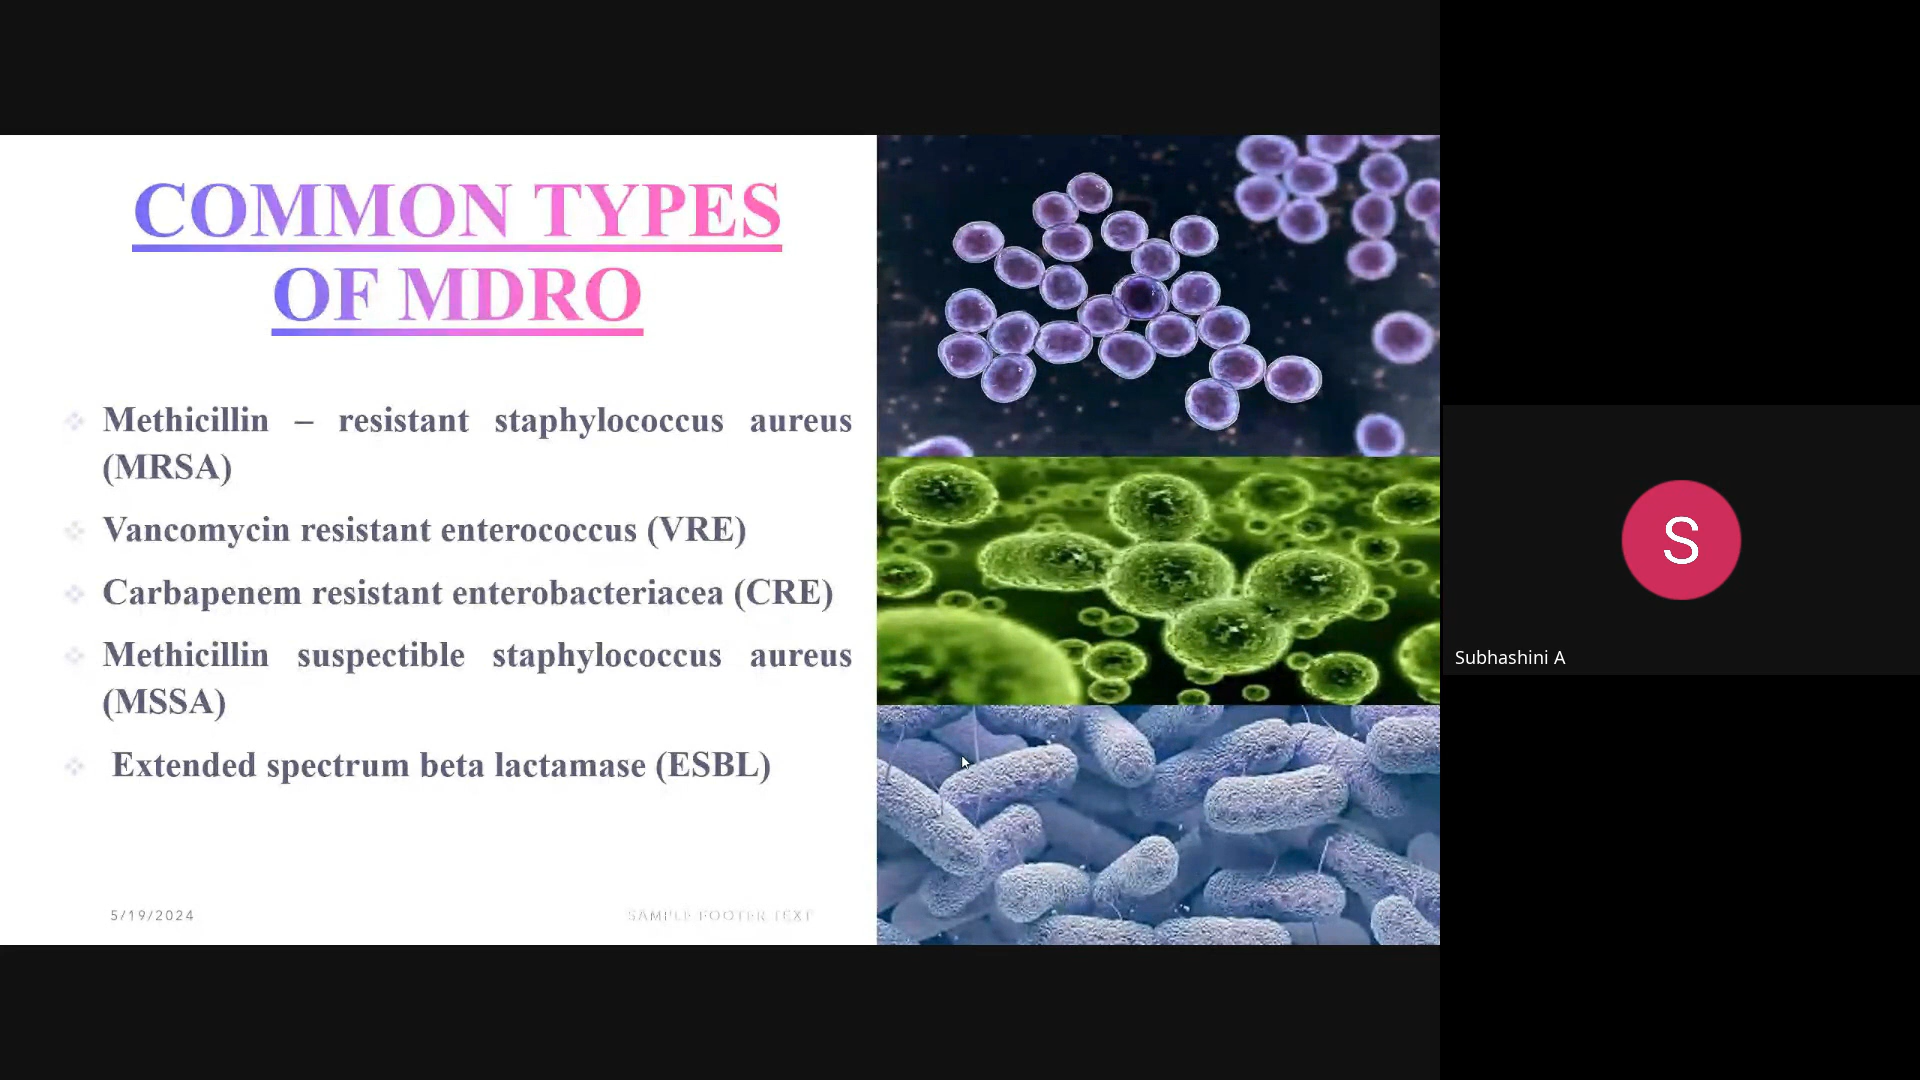 COMMON TYPES
OF MDRO
Methicillin – resistant staphylococcus aureus
(MRSA)
Vancomycin resistant enterococcus (VRE)
Carbapenem resistant enterobacteriacea (CRE)
Methicillin suspectible staphylococcus aureus
(MSSA)
Extended spectrum beta lactamase (ESBL)
5/19/2024
SAMPLE FOOTER TEXT
S
Subhashini A